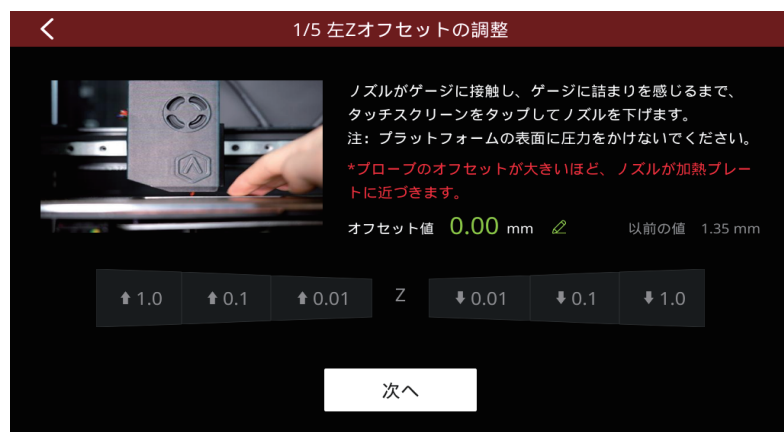 1/5 左Zオフセットの調整
ノズルがゲージに接触し、ゲージに詰まりを感じるまで、
タッチスクリーンをタップしてノズルを下げます。
注: プラットフォームの表面に圧力をかけないでください。
*プローブのオフセットが大きいほど、ノズルが加熱プレー
トに近づきます。
オフセット値 0.00 mm 以前の値 1.35 mm
⬆ 1.0 ⬆ 0.1 ⬆ 0.01 Z ⬇ 0.01 ⬇ 0.1 ⬇ 1.0
次へ